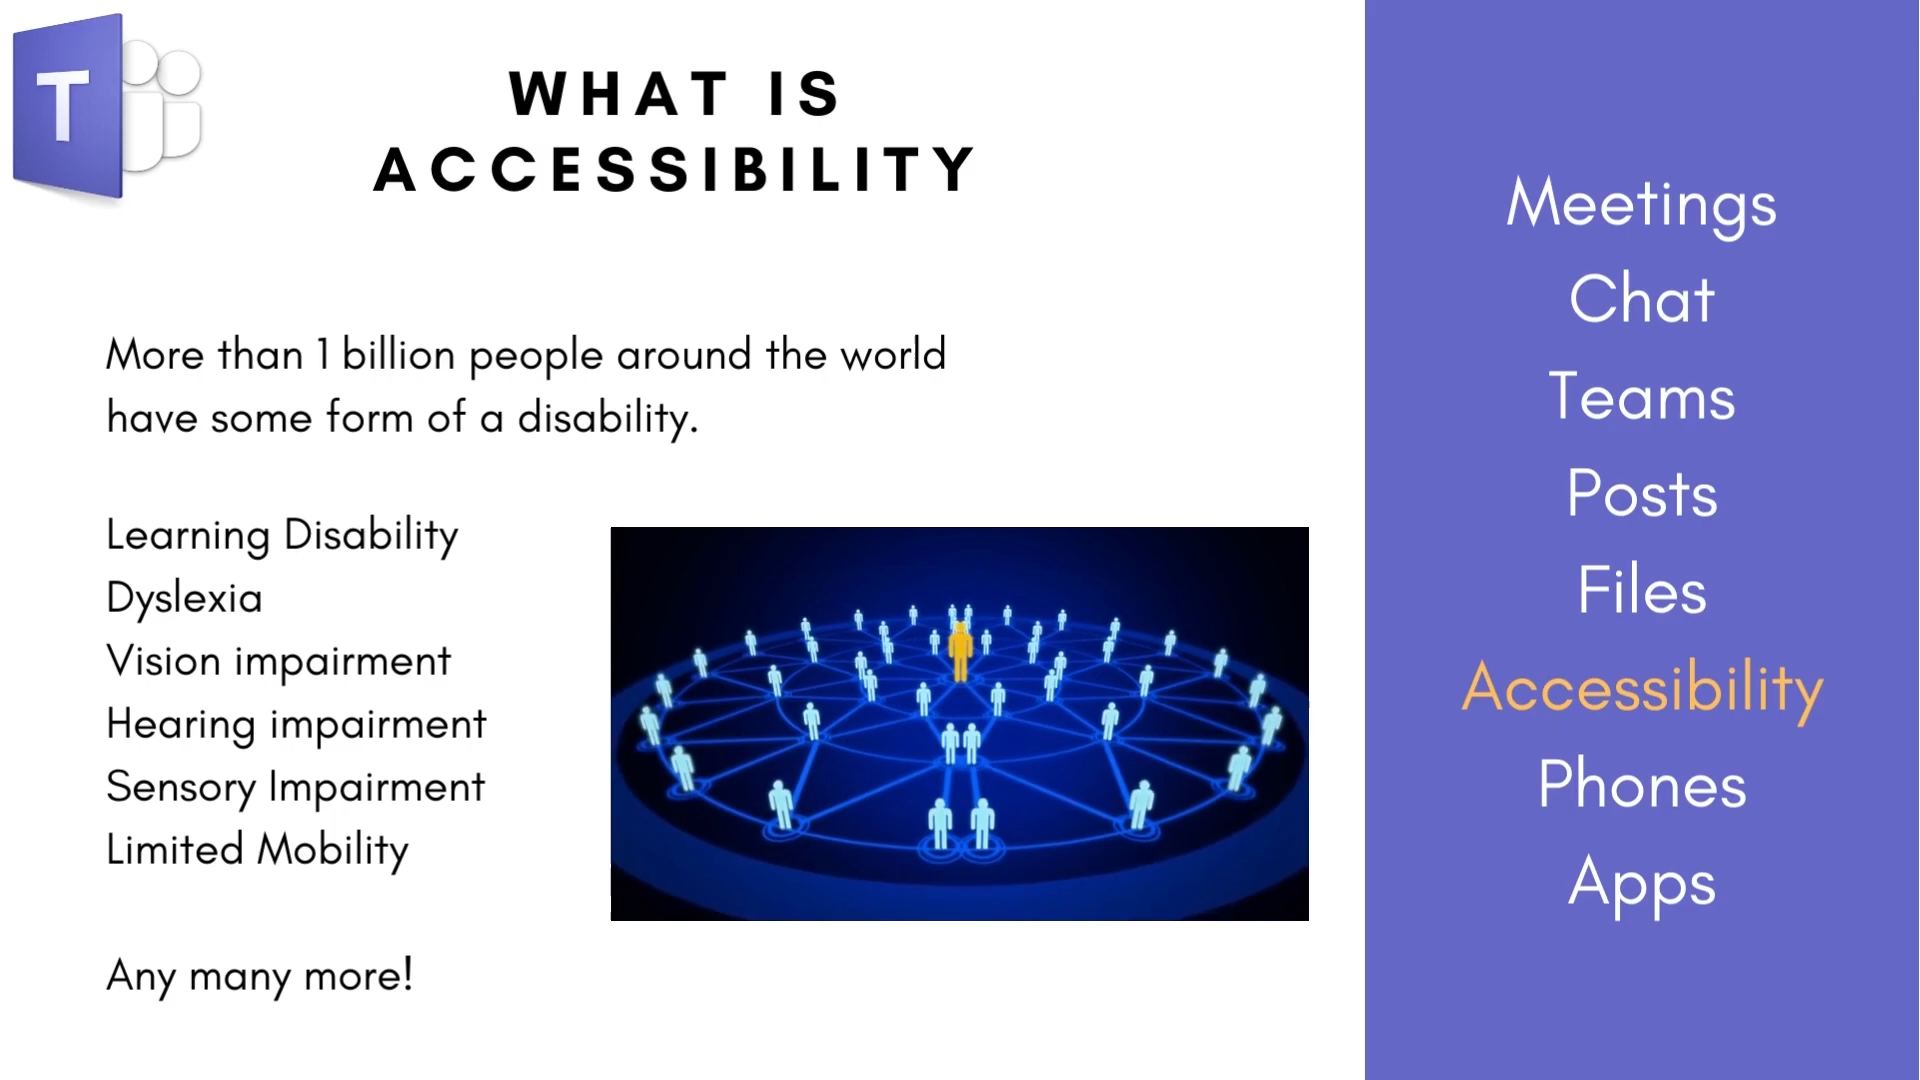 T
WHAT IS
ACCESSIBILITY
More than 1 billion people around the world
have some form of a disability.
Learning Disability
Dyslexia
Vision impairment
Hearing impairment
Sensory Impairment
Limited Mobility
Any many more!
Meetings
Chat
Teams
Posts
Files
Accessibility
Phones
Apps